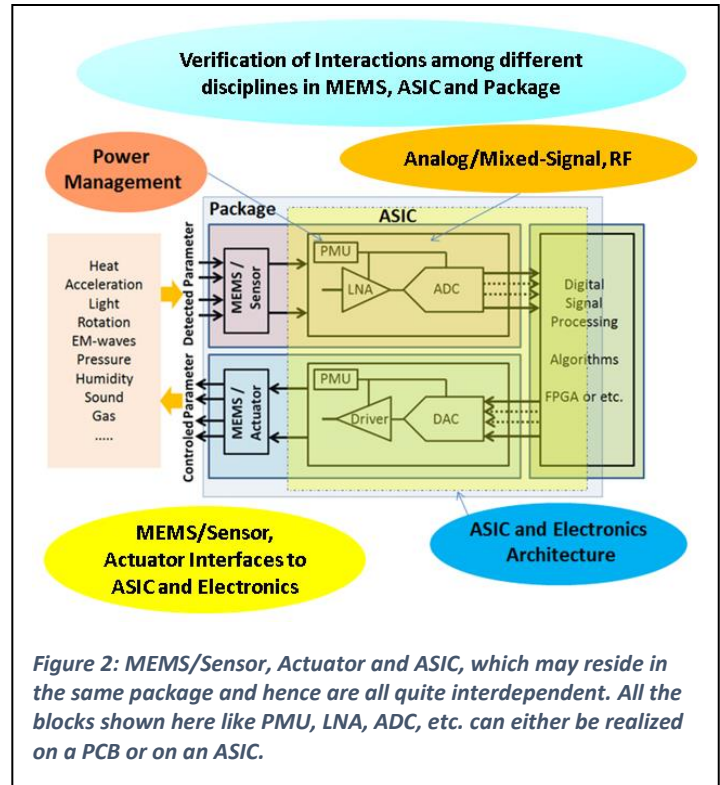 Verification of Interactions among different
disciplines in MEMS, ASIC and Package
Power
Management
Analog/Mixed-Signal, RF
Package
ASIC
Heat
Acceleration
Light
Rotation
EM-waves
Pressure
Humidity
Sound
Gas
.....
Detected Parameter
MEMS /
Sensor
PMU
LNA
ADC
Digital
Signal
Processing
Algorithms
FPGA or etc.
Controled Parameter
MEMS /
Actuator
PMU
Driver
DAC
MEMS/Sensor,
Actuator Interfaces to
ASIC and Electronics
ASIC and Electronics
Architecture
Figure 2: MEMS/Sensor, Actuator and ASIC, which may reside in
the same package and hence are all quite interdependent. All the
blocks shown here like PMU, LNA, ADC, etc. can either be realized
on a PCB or on an ASIC.